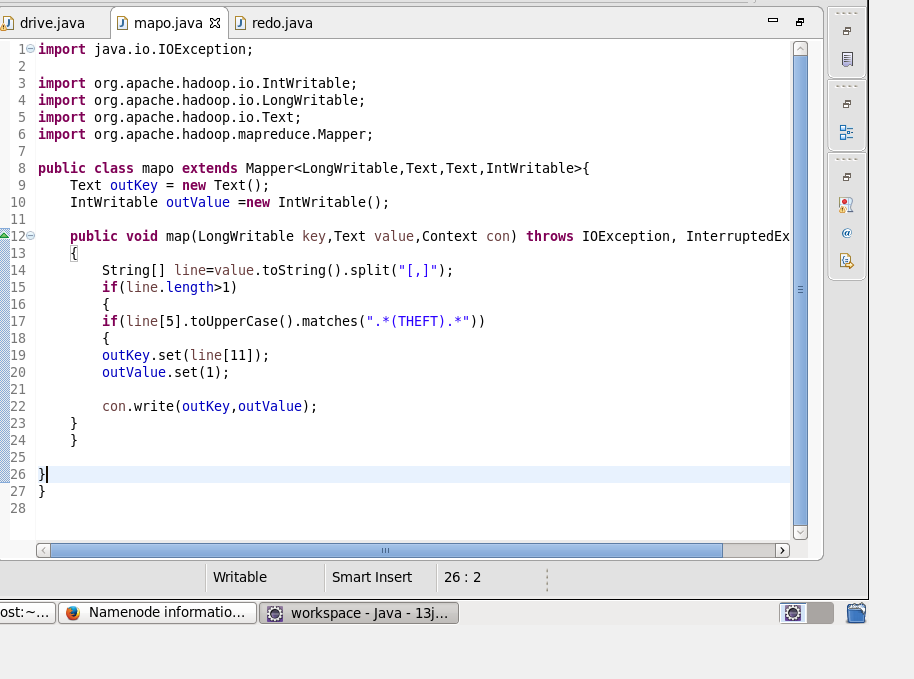 drive.java mapo.java redo.java
1 import java.io.IOException;
2
3 import org.apache.hadoop.io.IntWritable;
4 import org.apache.hadoop.io.LongWritable;
5 import org.apache.hadoop.io.Text;
6 import org.apache.hadoop.mapreduce.Mapper;
7
8 public class mapo extends Mapper<LongWritable,Text,Text,IntWritable>{
9 Text outKey = new Text();
10 IntWritable outValue =new IntWritable();
11
12 public void map(LongWritable key,Text value,Context con) throws IOException, InterruptedEx
13 {
14 String[] line=value.toString().split("[,]");
15 if(line.length>1)
16 {
17 if(line[5].toUpperCase().matches(".*(THEFT).*"))
18 {
19 outKey.set(line[11]);
20 outValue.set(1);
21
22 con.write(outKey,outValue);
23 }
24 }
25
26 }
27 }
28
Writable Smart Insert 26 : 2
ost:~... Namenode informatio... workspace - Java - 13j...